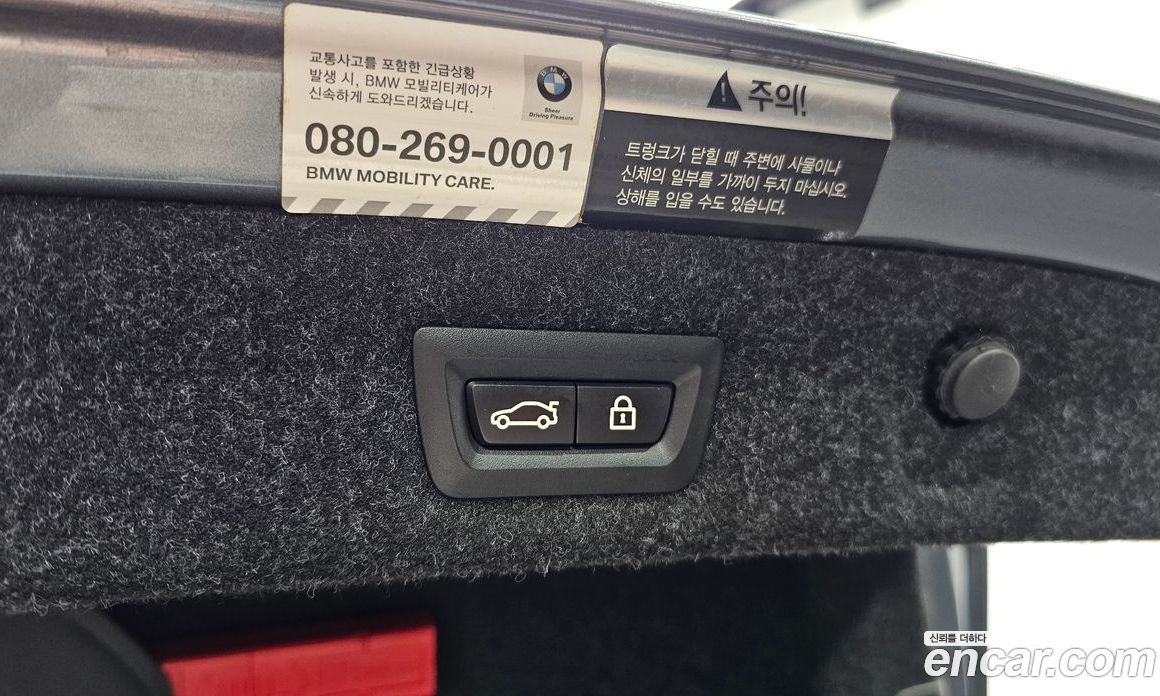 교통사고를 포함한 긴급상황
발생 시, BMW 모빌리티케어가
신속하게 도와드리겠습니다.
BMW
Sheer
Driving Pleasure
080-269-0001
BMW MOBILITY CARE.
주의!
트렁크가 닫힐 때 주변에 사물이나
신체의 일부를 가까이 두지 마십시오.
상해를 입을 수도 있습니다.
신뢰를 더하다
encar.com